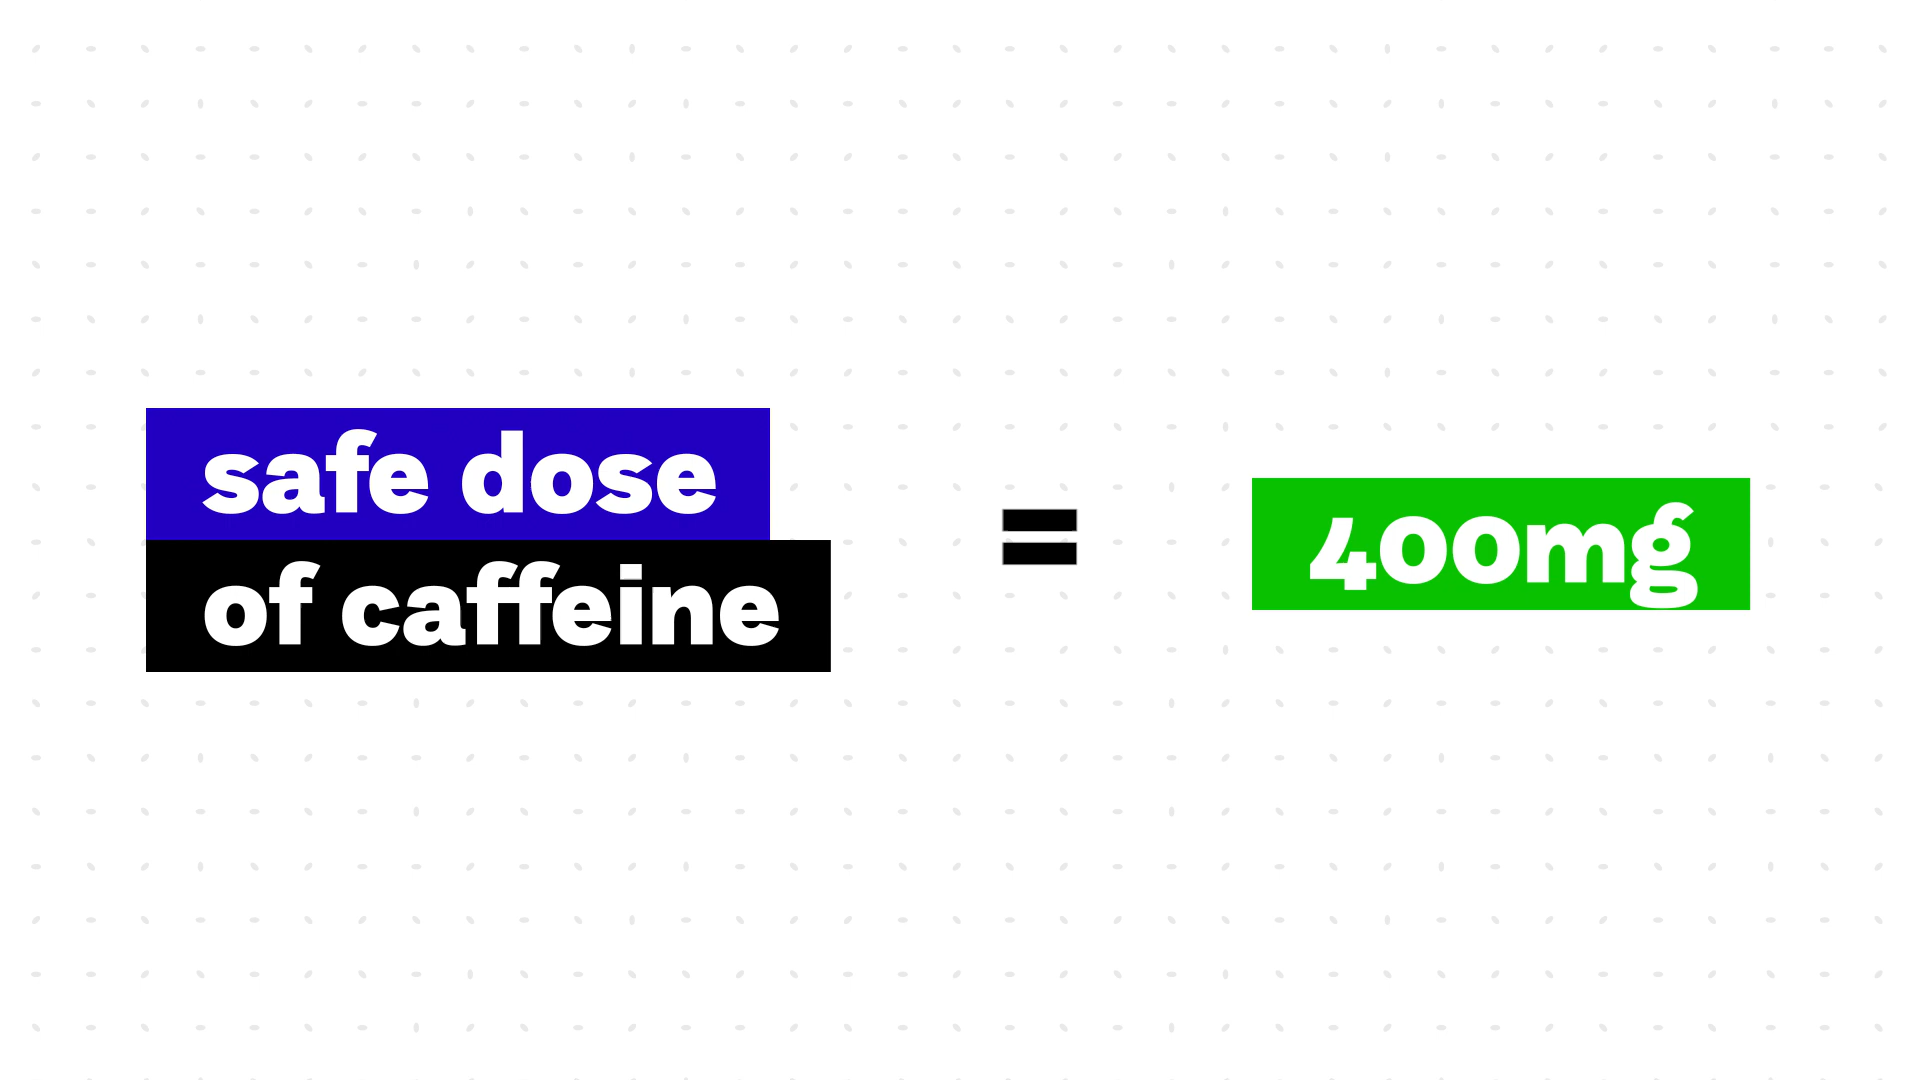 safe dose
of caffeine
=
400mg